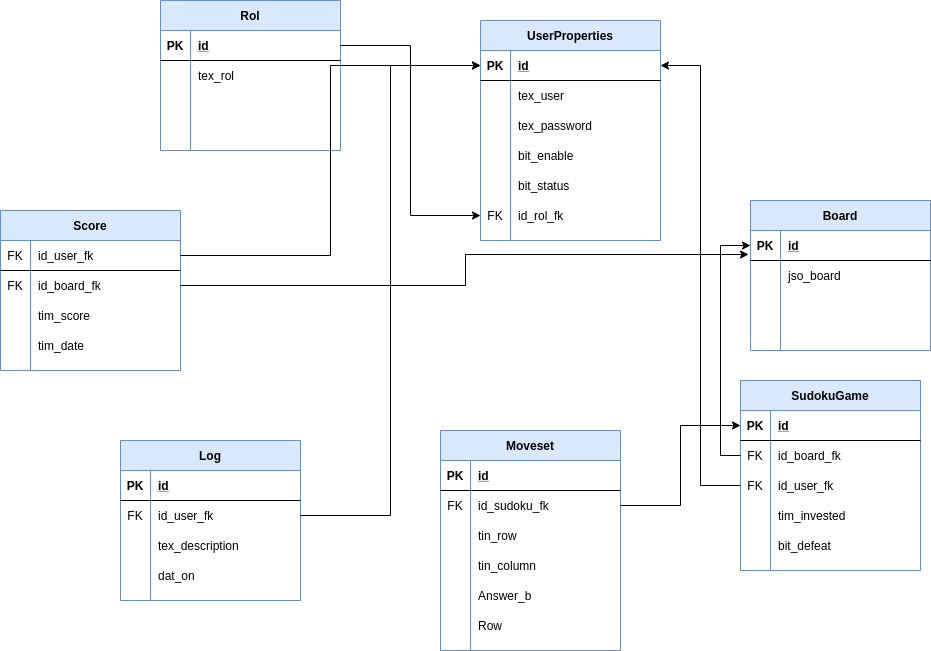 Rol
PK id
tex_rol
UserProperties
PK id
tex_user
tex_password
bit_enable
bit_status
FK id_rol_fk
Score
FK id_user_fk
FK id_board_fk
tim_score
tim_date
Board
PK id
jso_board
SudokuGame
PK id
FK id_board_fk
FK id_user_fk
tim_invested
bit_defeat
Log
PK id
FK id_user_fk
tex_description
dat_on
Moveset
PK id
FK id_sudoku_fk
tin_row
tin_column
Answer_b
Row